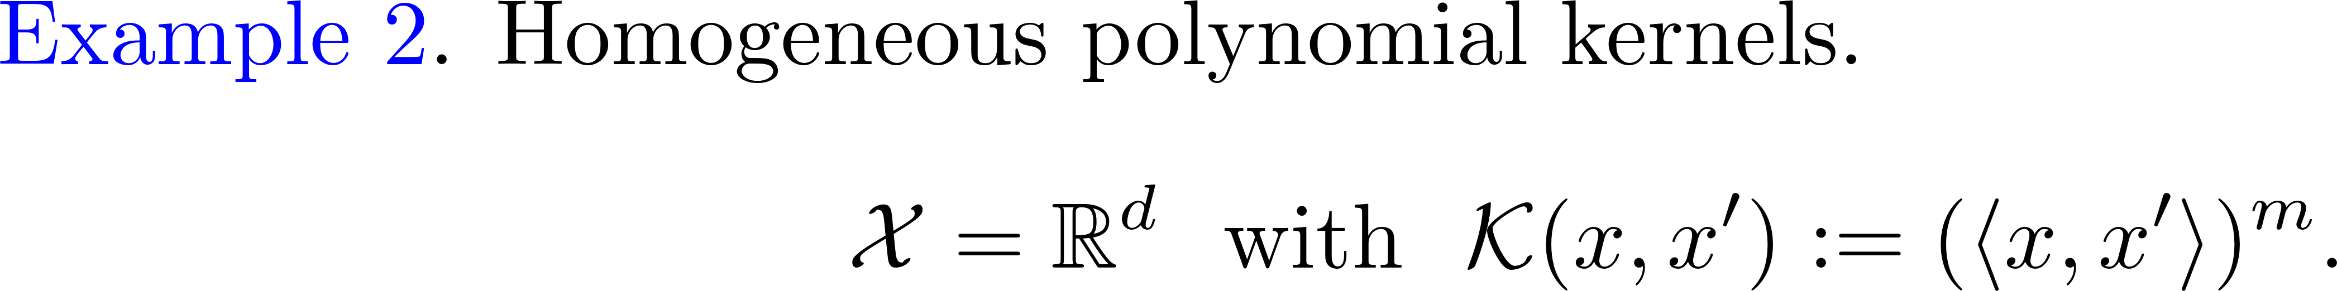 Example 2. Homogeneous polynomial kernels.
𝒳 = ℝ^d with 𝒦(x, x′) := (⟨x, x′⟩)^m.